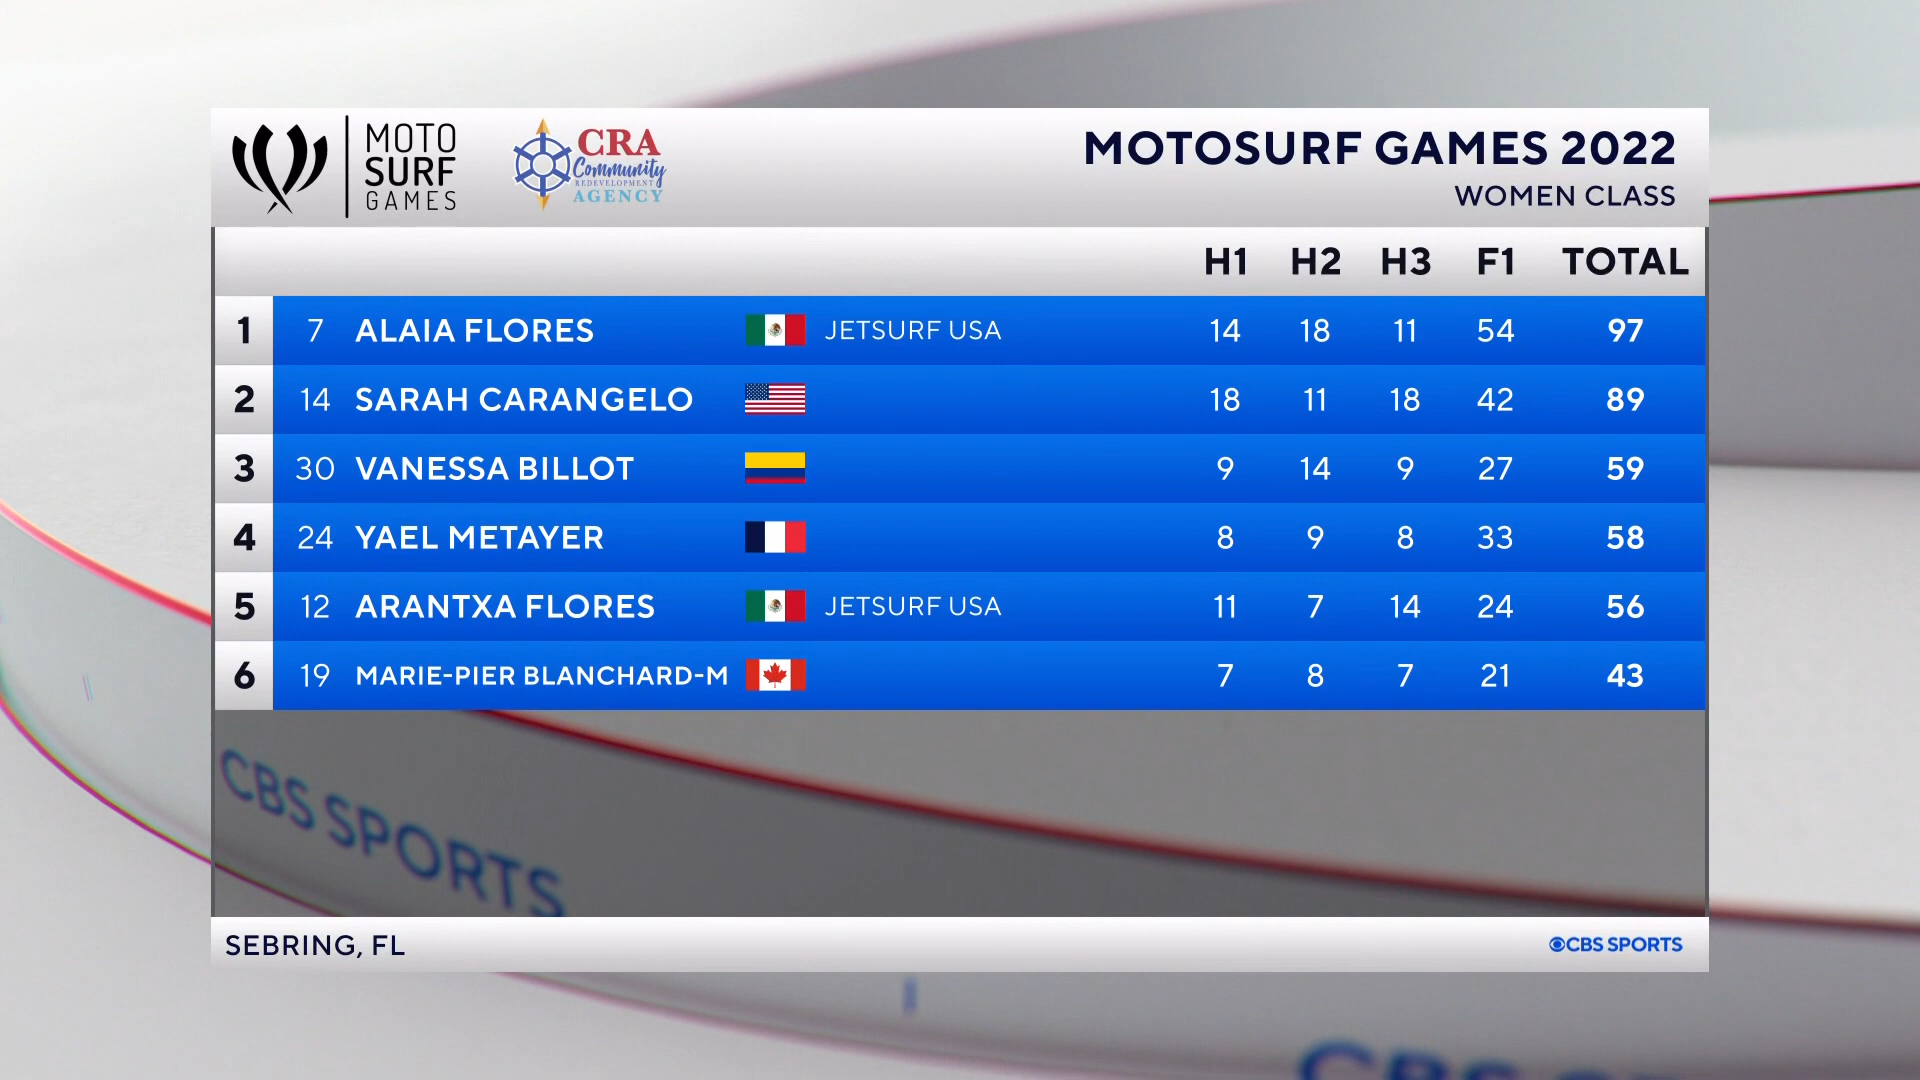 MOTO
SURF
GAMES
CRA
Community
REDEVELOPMENT
AGENCY
MOTOSURF GAMES 2022
WOMEN CLASS
H1 H2 H3 F1 TOTAL
1 7 ALAIA FLORES JETSURF USA 14 18 11 54 97
2 14 SARAH CARANGELO 18 11 18 42 89
3 30 VANESSA BILLOT 9 14 9 27 59
4 24 YAEL METAYER 8 9 8 33 58
5 12 ARANTXA FLORES JETSURF USA 11 7 14 24 56
6 19 MARIE-PIER BLANCHARD-M 7 8 7 21 43
CBS SPORTS
SEBRING, FL
CBS SPORTS
CBS